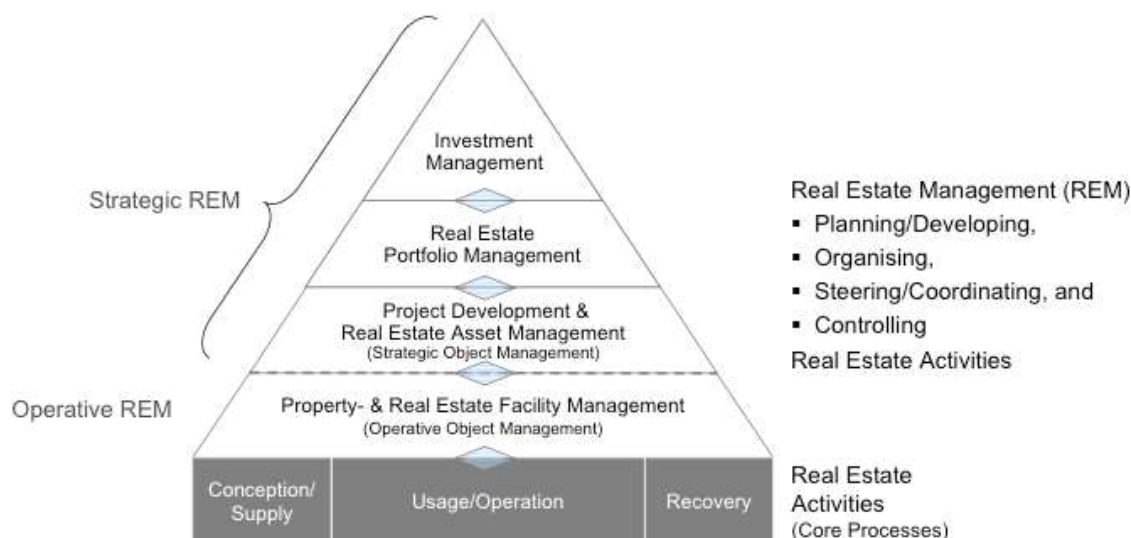 Investment
Management
Strategic REM
Real Estate
Portfolio Management
Project Development &
Real Estate Asset Management
(Strategic Object Management)
Operative REM
Property- & Real Estate Facility Management
(Operative Object Management)
Conception/
Supply
Usage/Operation
Recovery
Real Estate Management (REM)
▪ Planning/Developing,
▪ Organising,
▪ Steering/Coordinating, and
▪ Controlling
Real Estate Activities
Real Estate
Activities
(Core Processes)